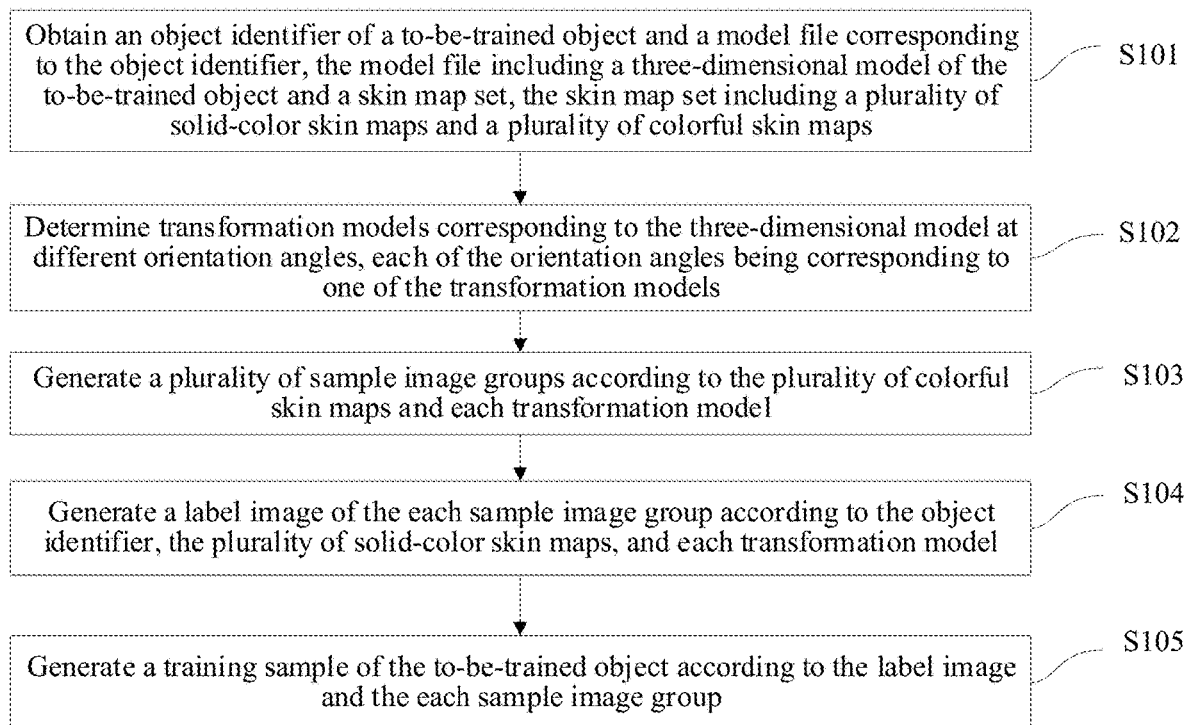 Obtain an object identifier of a to-be-trained object and a model file corresponding
to the object identifier, the model file including a three-dimensional model of the
to-be-trained object and a skin map set, the skin map set including a plurality of
solid-color skin maps and a plurality of colorful skin maps
S101
Determine transformation models corresponding to the three-dimensional model at
different orientation angles, each of the orientation angles being corresponding to
one of the transformation models
S102
Generate a plurality of sample image groups according to the plurality of colorful
skin maps and each transformation model
S103
Generate a label image of the each sample image group according to the object
identifier, the plurality of solid-color skin maps, and each transformation model
S104
Generate a training sample of the to-be-trained object according to the label image
and the each sample image group
S105